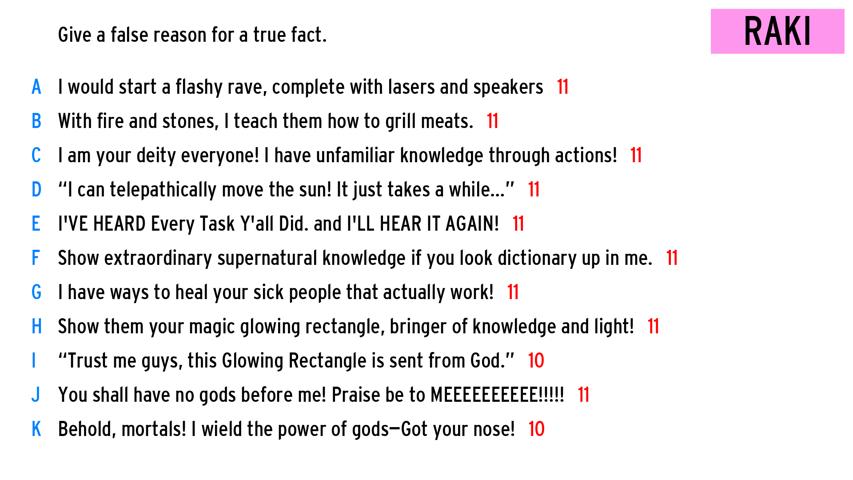 Give a false reason for a true fact.
RAKI
A I would start a flashy rave, complete with lasers and speakers 11
B With fire and stones, I teach them how to grill meats. 11
C I am your deity everyone! I have unfamiliar knowledge through actions! 11
D “I can telepathically move the sun! It just takes a while...” 11
E I'VE HEARD Every Task Y'all Did. and I'LL HEAR IT AGAIN! 11
F Show extraordinary supernatural knowledge if you look dictionary up in me. 11
G I have ways to heal your sick people that actually work! 11
H Show them your magic glowing rectangle, bringer of knowledge and light! 11
I “Trust me guys, this Glowing Rectangle is sent from God.” 10
J You shall have no gods before me! Praise be to MEEEEEEEEEE!!!!! 11
K Behold, mortals! I wield the power of gods—Got your nose! 10